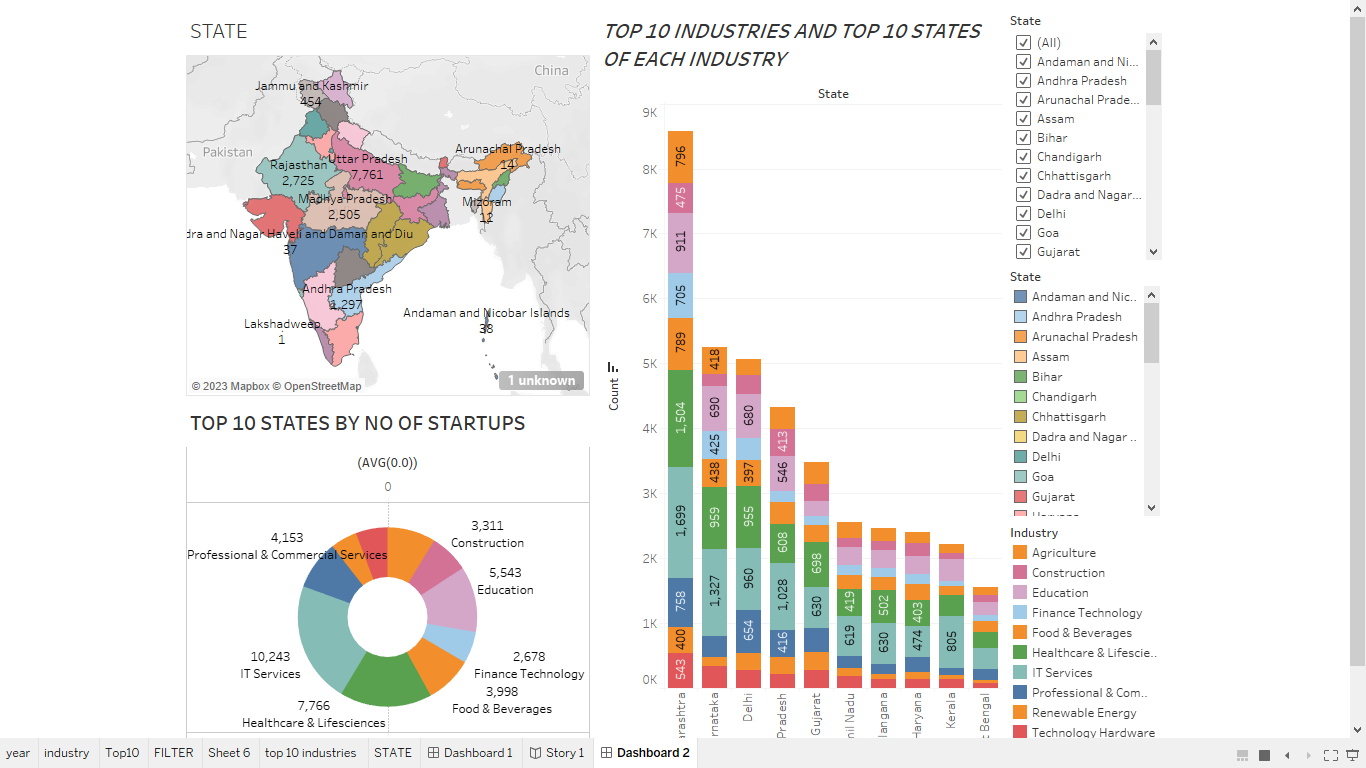 STATE
China
Jammu and Kashmir
454
Pakistan
Uttar Pradesh
7,761
Arunachal Pradesh
14
Rajasthan
2,725
Madhya Pradesh
2,505
Mizoram
12
dra and Nagar Haveli and Daman and Diu
37
Andhra Pradesh
1,297
Andaman and Nicobar Islands
38
Lakshadweep
1
© 2023 Mapbox © OpenStreetMap
1 unknown
TOP 10 STATES BY NO OF STARTUPS
(AVG(0.0))
0
3,311
Construction
4,153
Professional & Commercial Services
5,543
Education
10,243
IT Services
2,678
Finance Technology
3,998
Food & Beverages
7,766
Healthcare & Lifesciences
TOP 10 INDUSTRIES AND TOP 10 STATES
OF EACH INDUSTRY
State
Count
9K
8K
7K
6K
5K
4K
3K
2K
1K
0K
796
475
911
705
789
1,504
1,699
758
400
543
418
690
425
438
959
1,327
680
397
955
960
654
413
546
608
1,028
416
698
630
419
619
502
630
403
474
805
arashtra
rnataka
Delhi
Pradesh
Gujarat
nil Nadu
langana
Haryana
Kerala
t Bengal
State
(All)
Andaman and Ni...
Andhra Pradesh
Arunachal Prade...
Assam
Bihar
Chandigarh
Chhattisgarh
Dadra and Nagar...
Delhi
Goa
Gujarat
State
Andaman and Nic..
Andhra Pradesh
Arunachal Pradesh
Assam
Bihar
Chandigarh
Chhattisgarh
Dadra and Nagar ..
Delhi
Goa
Gujarat
Industry
Agriculture
Construction
Education
Finance Technology
Food & Beverages
Healthcare & Lifescie..
IT Services
Professional & Com..
Renewable Energy
Technology Hardware
year
industry
Top10
FILTER
Sheet 6
top 10 industries
STATE
Dashboard 1
Story 1
Dashboard 2